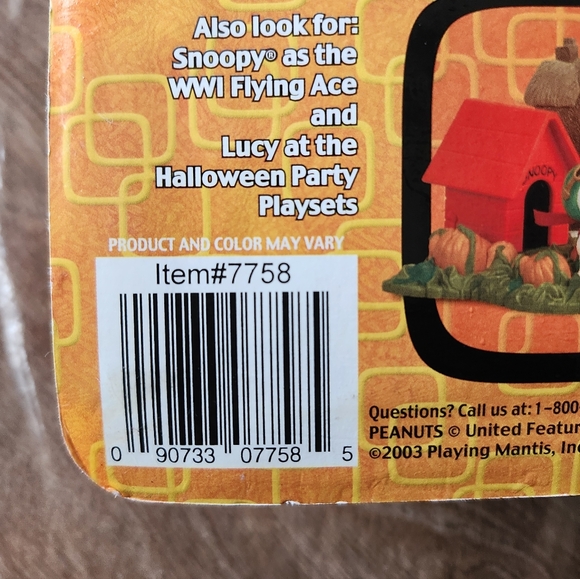 Also look for:
Snoopy® as the
WWI Flying Ace
and
Lucy at the
Halloween Party
Playsets
PRODUCT AND COLOR MAY VARY
Item#7758
0 90733 07758 5
SNOOPY
Questions? Call us at: 1-800
PEANUTS © United
©2003 Playing Mantis,